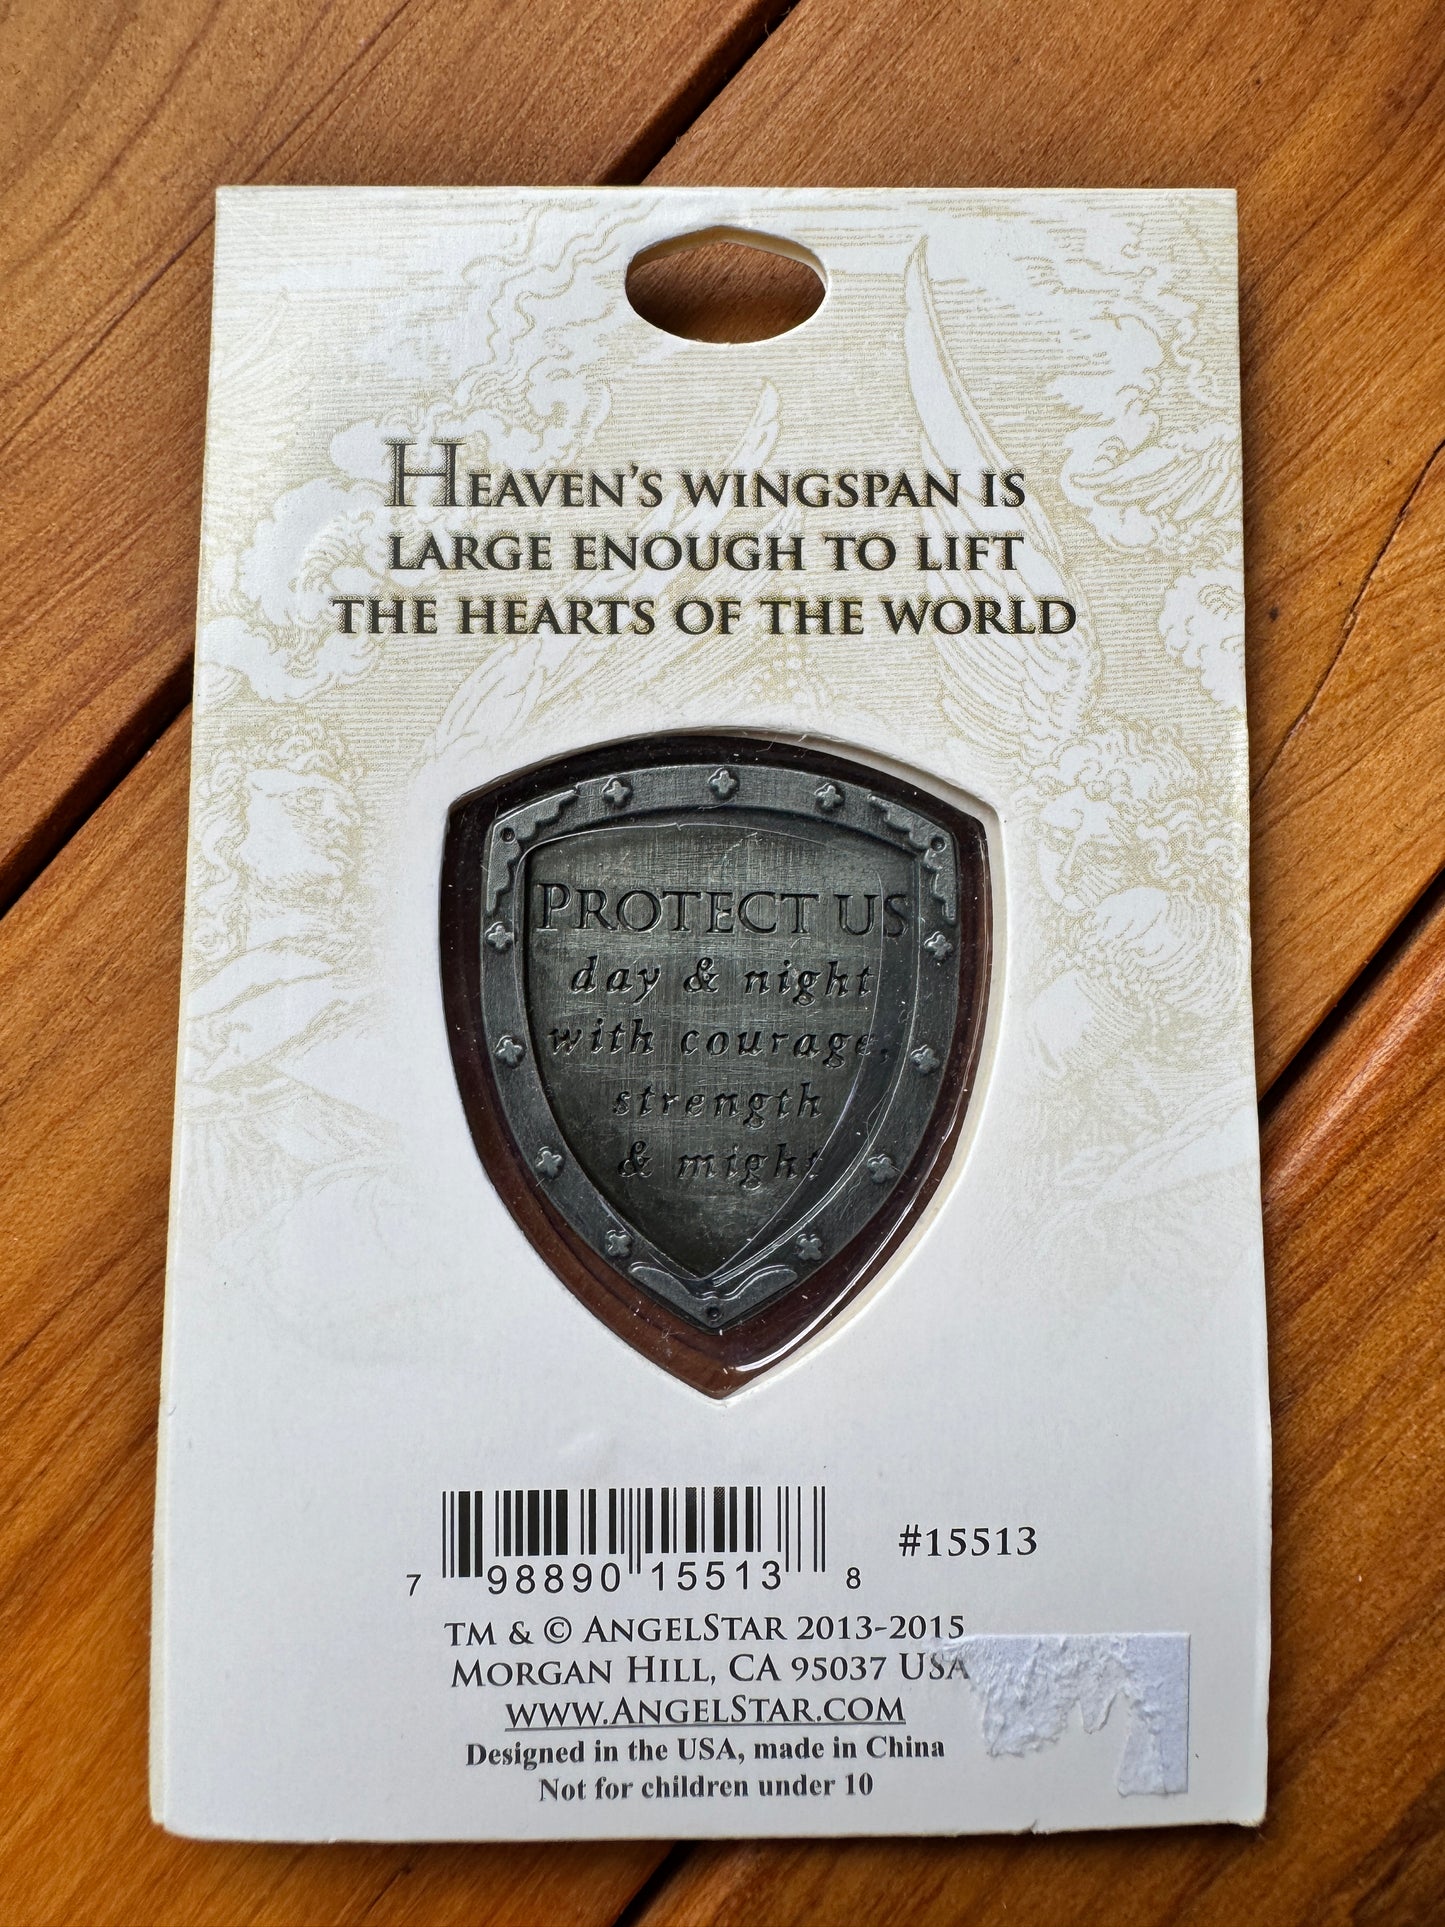 HEAVEN'S WINGSPAN IS
LARGE ENOUGH TO LIFT
THE HEARTS OF THE WORLD
PROTECT US
day & night
with courage,
strength
& might
7 98890 15513 8
#15513
TM & © ANGELSTAR 2013-2015
MORGAN HILL, CA 95037 USA
WWW.ANGELSTAR.COM
Designed in the USA, made in China
Not for children under 10